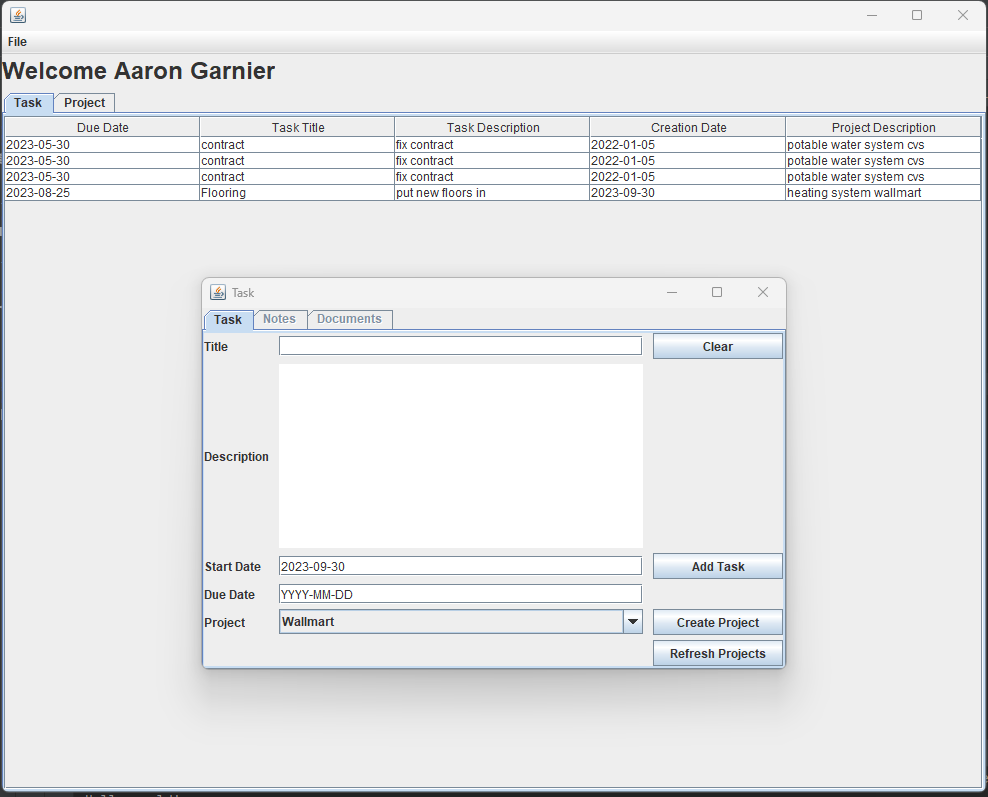 File
Welcome Aaron Garnier
Task Project
Due Date Task Title Task Description Creation Date Project Description
2023-05-30 contract fix contract 2022-01-05 potable water system cvs
2023-05-30 contract fix contract 2022-01-05 potable water system cvs
2023-05-30 contract fix contract 2022-01-05 potable water system cvs
2023-08-25 Flooring put new floors in 2023-09-30 heating system wallmart
Task
Task Notes Documents
Title Clear
Description
Start Date 2023-09-30 Add Task
Due Date YYYY-MM-DD
Project Wallmart Create Project
Refresh Projects